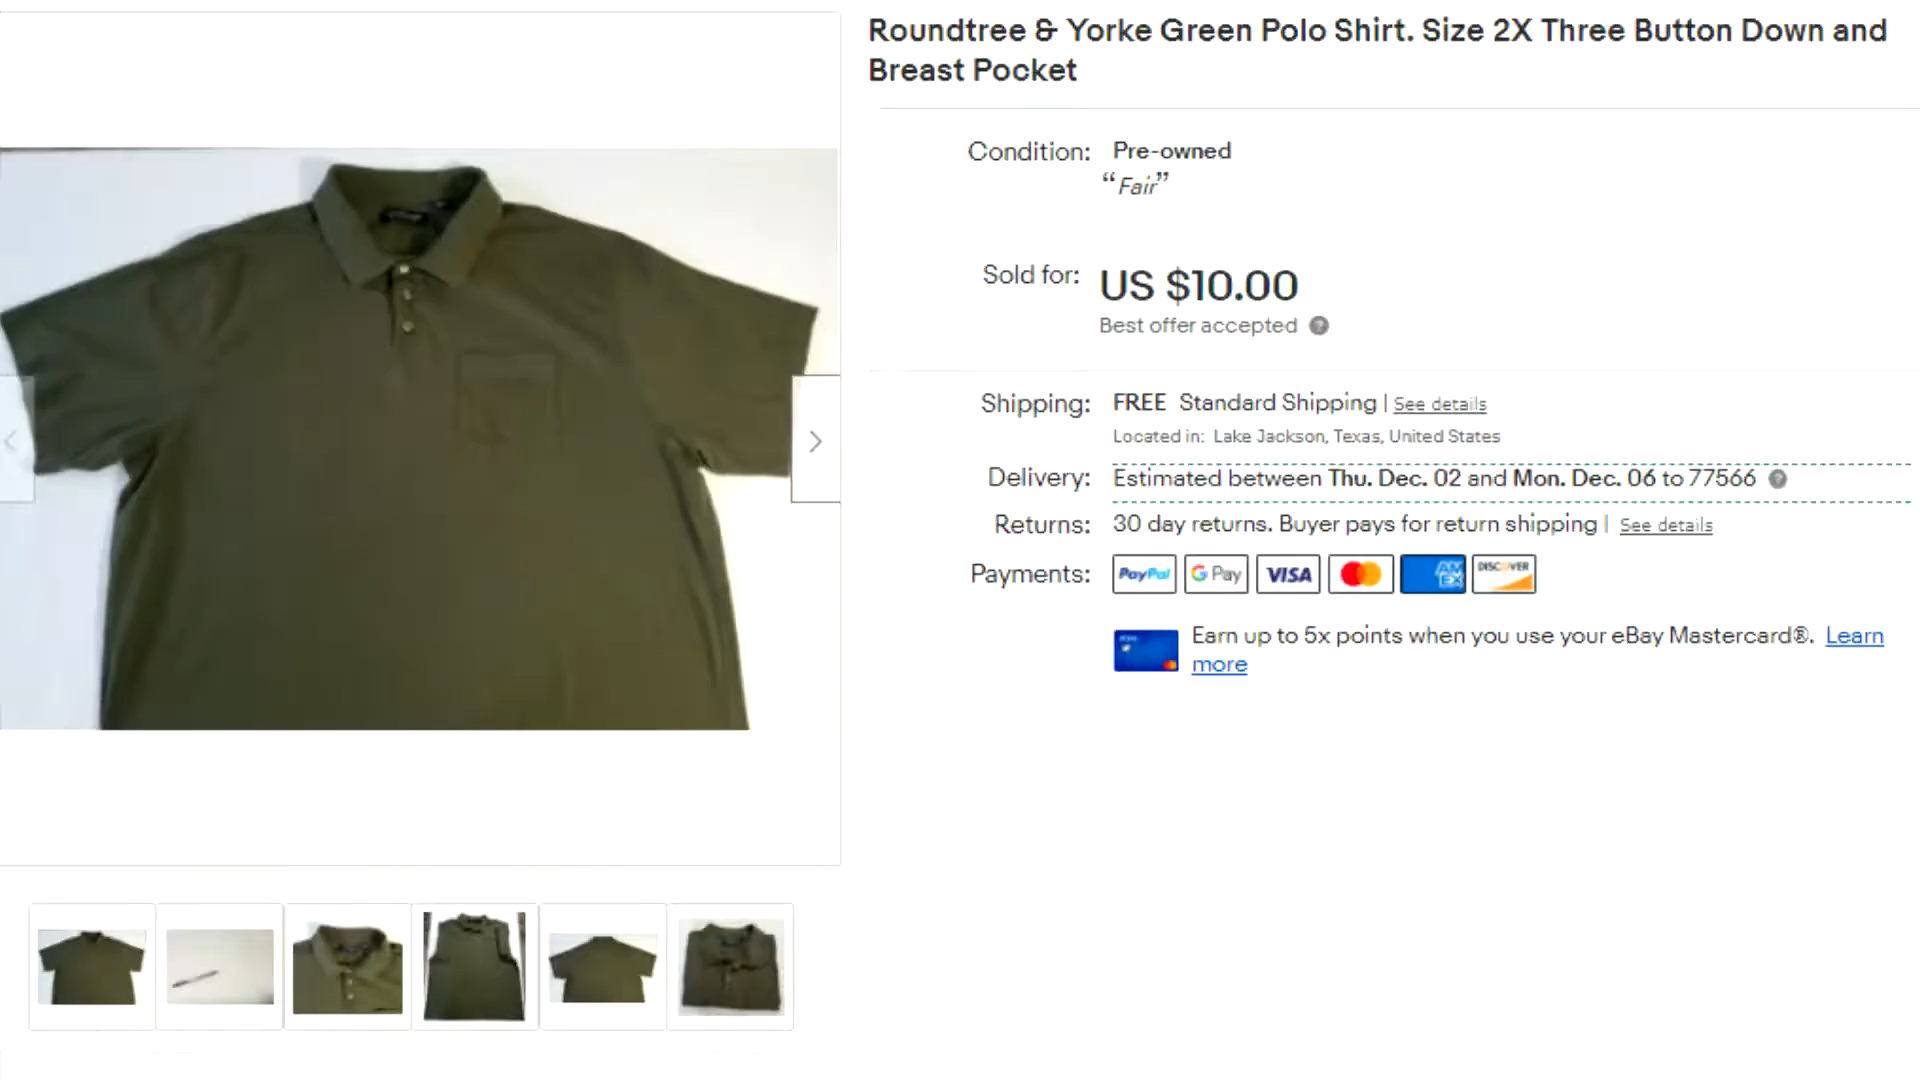 Roundtree & Yorke Green Polo Shirt. Size 2X Three Button Down and
Breast Pocket
Condition: Pre-owned
“Fair”
Sold for: US $10.00
Best offer accepted
Shipping: FREE Standard Shipping | See details
Located in: Lake Jackson, Texas, United States
Delivery: Estimated between Thu. Dec. 02 and Mon. Dec. 06 to 77566
Returns: 30 day returns. Buyer pays for return shipping | See details
Payments: PayPal G Pay VISA AMEX DISCOVER
Earn up to 5x points when you use your eBay Mastercard®. Learn
more